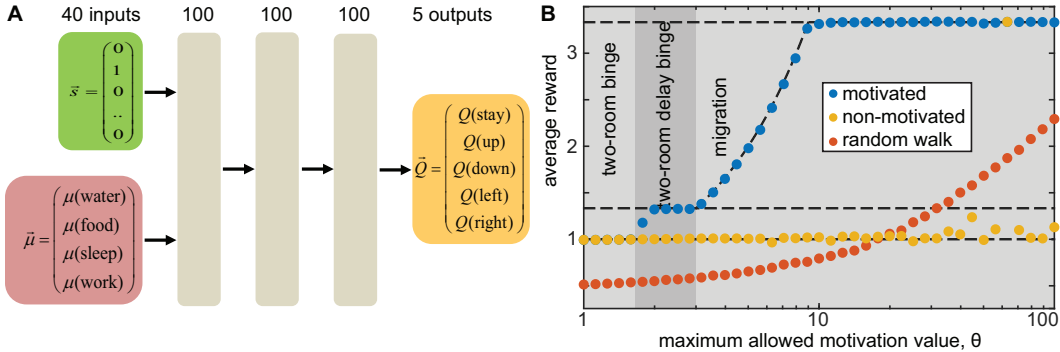 A
40 inputs
100
100
100
5 outputs
s⃗ =
0
1
0
..
0
μ⃗ =
μ(water)
μ(food)
μ(sleep)
μ(work)
Q⃗ =
Q(stay)
Q(up)
Q(down)
Q(left)
Q(right)
B
average reward
3
2
1
two-room binge
two-room delay binge
migration
motivated
non-motivated
random walk
1
10
100
maximum allowed motivation value, θ